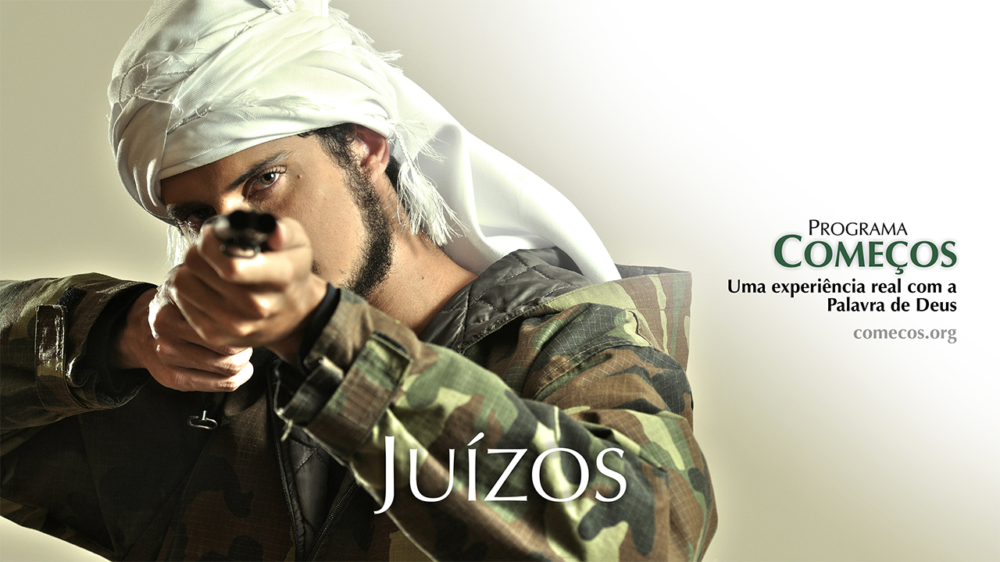 PROGRAMA
COMEÇOS
Uma experiência real com a
Palavra de Deus
comecos.org
JUÍZOS